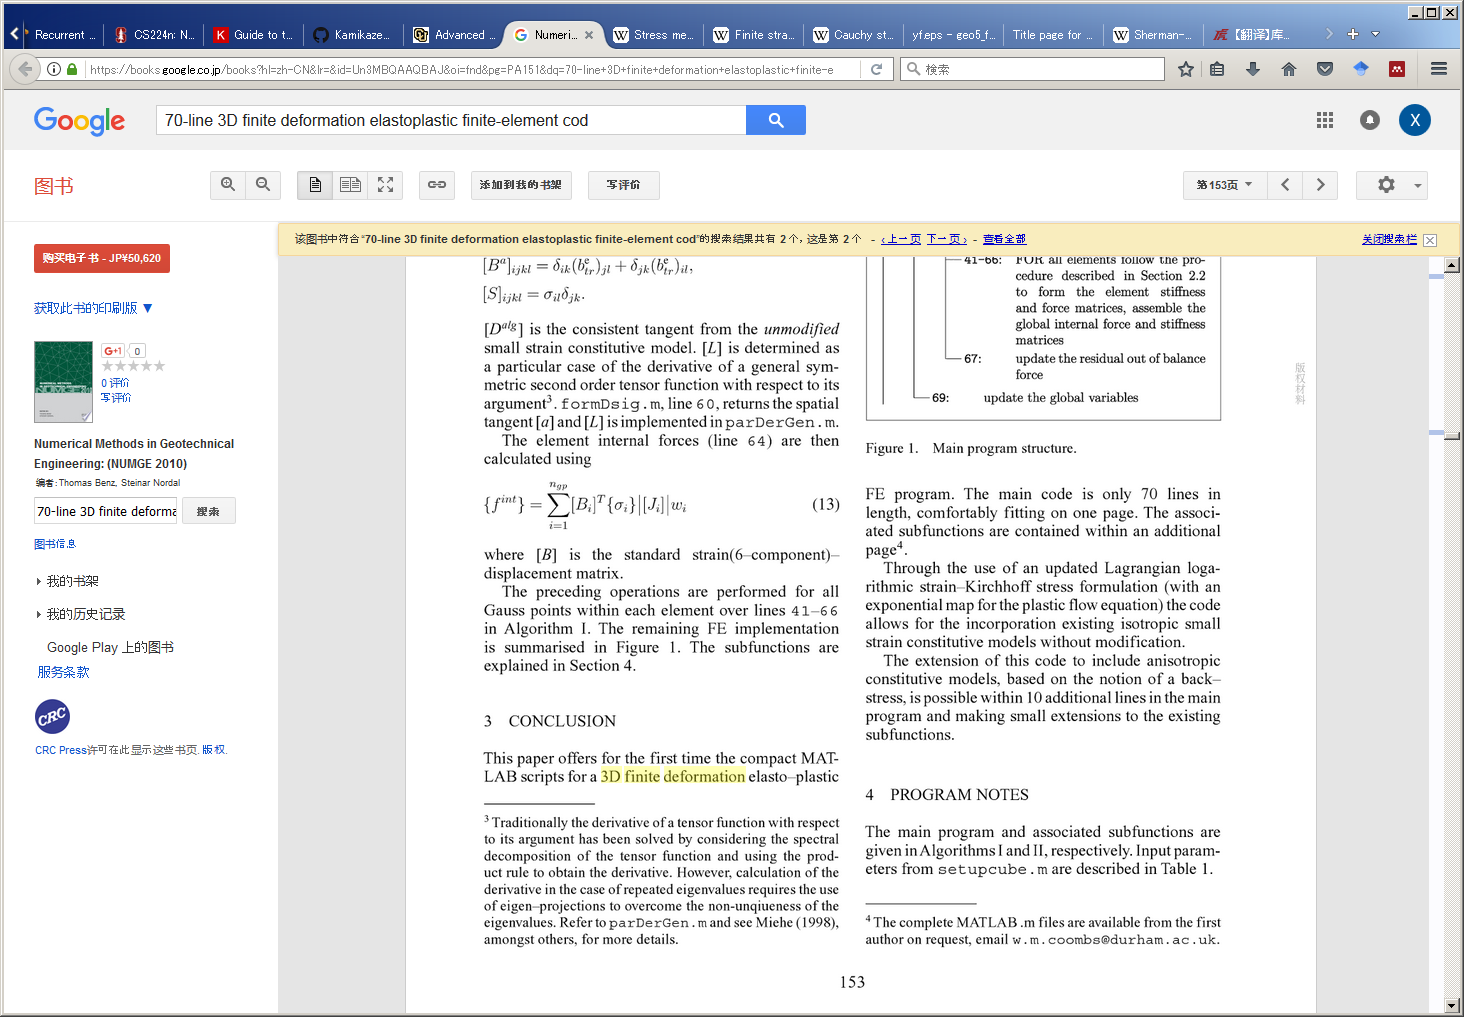 Recurrent ...
CS224n: N...
Guide to t...
Kamikaze...
Advanced ...
Numeri...
Stress me...
Finite stra...
Cauchy st...
yf.eps - geo5_f...
Title page for ...
Sherman-...
【翻译】库...
https://books.google.co.jp/books?hl=zh-CN&lr=&id=Un3MBQAAQBAJ&oi=fnd&pg=PA151&dq=70-line+3D+finite+deformation+elastoplastic+finite-e
検索
Google
70-line 3D finite deformation elastoplastic finite-element cod
X
图书
添加到我的书架
写评价
第153页
该图书中符合“70-line 3D finite deformation elastoplastic finite-element cod”的搜索结果共有 2 个，这是第 2 个 - ‹上一页 下一页› - 查看全部
关闭搜索栏
购买电子书 - JP¥50,620
获取此书的印刷版 ▼
G+1 0
0 评价
写评价
Numerical Methods in Geotechnical
Engineering: (NUMGE 2010)
编者:Thomas Benz, Steinar Nordal
70-line 3D finite deforma
搜索
图书信息
我的书架
我的历史记录
Google Play 上的图书
服务条款
CRC
CRC Press许可在此显示这些书页. 版权.
[Bᵃ]ijkl = δik(bᵉtr)jl + δjk(bᵉtr)il,
[S]ijkl = σilδjk.
[Dᵃˡᵍ] is the consistent tangent from the unmodified
small strain constitutive model. [L] is determined as
a particular case of the derivative of a general sym-
metric second order tensor function with respect to its
argument³. formDsig.m, line 60, returns the spatial
tangent [a] and [L] is implemented in parDerGen.m.
The element internal forces (line 64) are then
calculated using
{fⁱⁿᵗ} = ∑ngp i=1 [Bi]ᵀ{σi}|[Ji]|wi (13)
where [B] is the standard strain(6–component)–
displacement matrix.
The preceding operations are performed for all
Gauss points within each element over lines 41–66
in Algorithm I. The remaining FE implementation
is summarised in Figure 1. The subfunctions are
explained in Section 4.
3 CONCLUSION
This paper offers for the first time the compact MAT-
LAB scripts for a 3D finite deformation elasto–plastic
³ Traditionally the derivative of a tensor function with respect
to its argument has been solved by considering the spectral
decomposition of the tensor function and using the prod-
uct rule to obtain the derivative. However, calculation of the
derivative in the case of repeated eigenvalues requires the use
of eigen–projections to overcome the non-unqiueness of the
eigenvalues. Refer to parDerGen.m and see Miehe (1998),
amongst others, for more details.
41-66: FOR all elements follow the pro-
cedure described in Section 2.2
to form the element stiffness
and force matrices, assemble the
global internal force and stiffness
matrices
67: update the residual out of balance
force
69: update the global variables
Figure 1. Main program structure.
FE program. The main code is only 70 lines in
length, comfortably fitting on one page. The associ-
ated subfunctions are contained within an additional
page⁴.
Through the use of an updated Lagrangian loga-
rithmic strain–Kirchhoff stress formulation (with an
exponential map for the plastic flow equation) the code
allows for the incorporation existing isotropic small
strain constitutive models without modification.
The extension of this code to include anisotropic
constitutive models, based on the notion of a back–
stress, is possible within 10 additional lines in the main
program and making small extensions to the existing
subfunctions.
4 PROGRAM NOTES
The main program and associated subfunctions are
given in Algorithms I and II, respectively. Input param-
eters from setupcube.m are described in Table 1.
⁴ The complete MATLAB .m files are available from the first
author on request, email w.m.coombs@durham.ac.uk.
153
版权材料